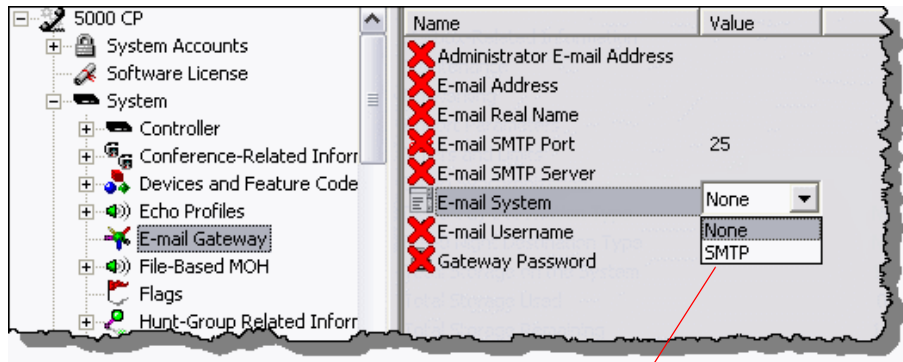 5000 CP
System Accounts
Software License
System
Controller
Conference-Related Inforr
Devices and Feature Code
Echo Profiles
E-mail Gateway
File-Based MOH
Flags
Hunt-Group Related Inforr
Name Value
Administrator E-mail Address
E-mail Address
E-mail Real Name
E-mail SMTP Port 25
E-mail SMTP Server
E-mail System None
None
SMTP
E-mail Username
Gateway Password